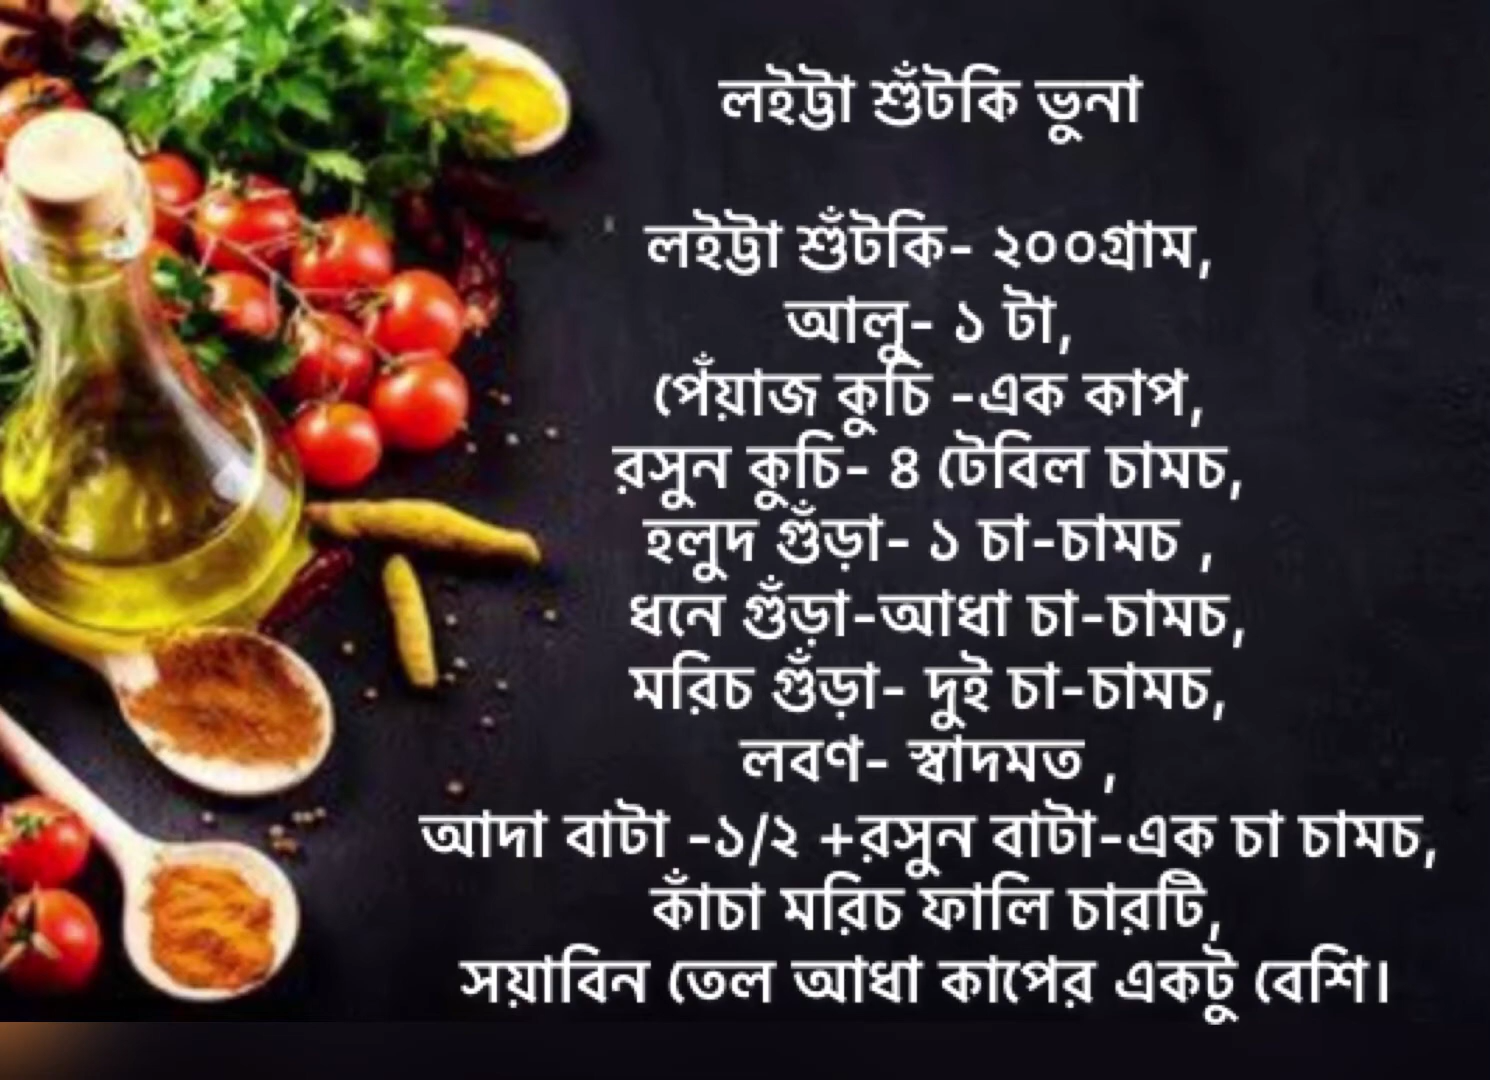 লইট্টা শুঁটকি ভুনা
লইট্টা শুঁটকি- ২০০গ্রাম,
আলু- ১ টা,
পেঁয়াজ কুচি -এক কাপ,
রসুন কুচি- ৪ টেবিল চামচ,
হলুদ গুঁড়া- ১ চা-চামচ ,
ধনে গুঁড়া-আধা চা-চামচ,
মরিচ গুঁড়া- দুই চা-চামচ,
লবণ- স্বাদমত ,
আদা বাটা -১/২ +রসুন বাটা-এক চা চামচ,
কাঁচা মরিচ ফালি চারটি,
সয়াবিন তেল আধা কাপের একটু বেশি।